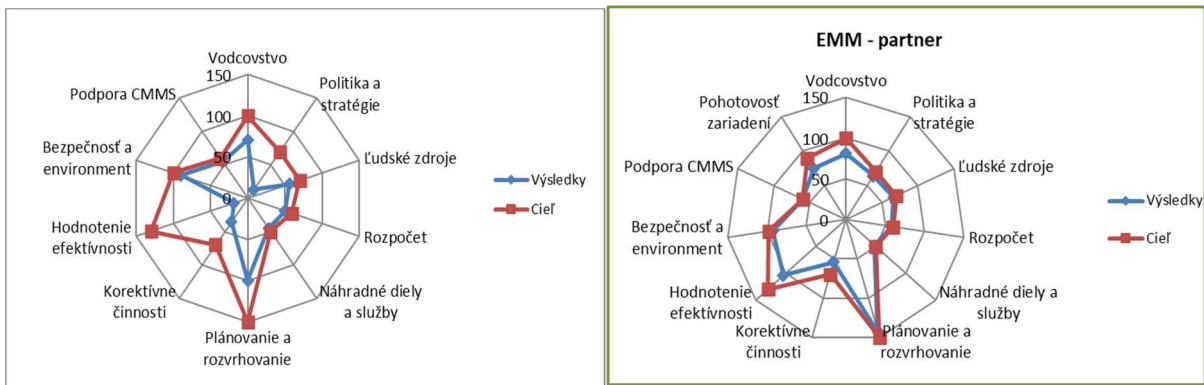 Vodcovstvo
150
100
50
0
Politika a
stratégie
Ľudské zdroje
Rozpočet
Náhradné diely
a služby
Plánovanie a
rozvrhovanie
Korektívne
činnosti
Hodnotenie
efektívnosti
Bezpečnosť a
environment
Podpora CMMS
Výsledky
Cieľ
EMM - partner
Vodcovstvo
150
100
50
0
Politika a
stratégie
Ľudské zdroje
Rozpočet
Náhradné diely a
služby
Plánovanie a
rozvrhovanie
Korektívne
činnosti
Hodnotenie
efektívnosti
Bezpečnosť a
environment
Podpora CMMS
Pohotovosť
zariadení
Výsledky
Cieľ